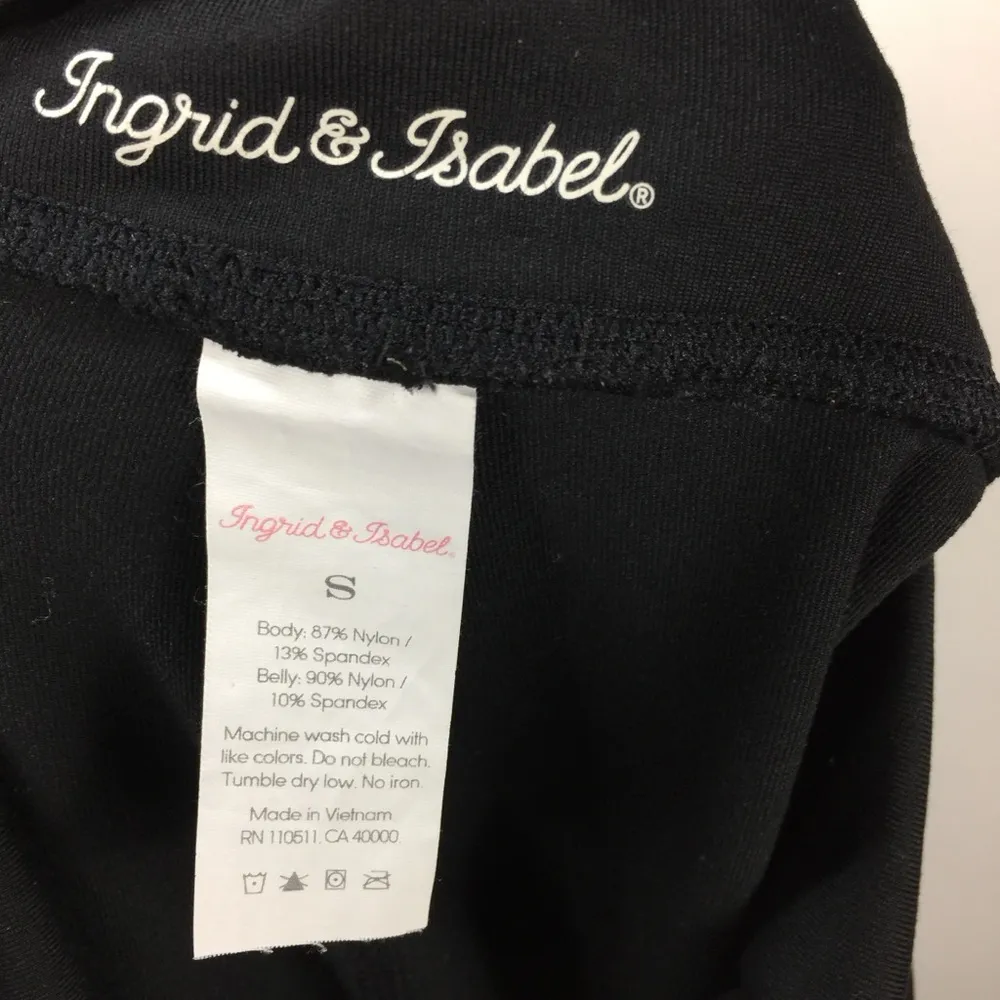 Ingrid & Isabel®
Ingrid & Isabel
S
Body: 87% Nylon /
13% Spandex
Belly: 90% Nylon /
10% Spandex
Machine wash cold with
like colors. Do not bleach.
Tumble dry low. No iron.
Made in Vietnam
RN 110511 CA 40000